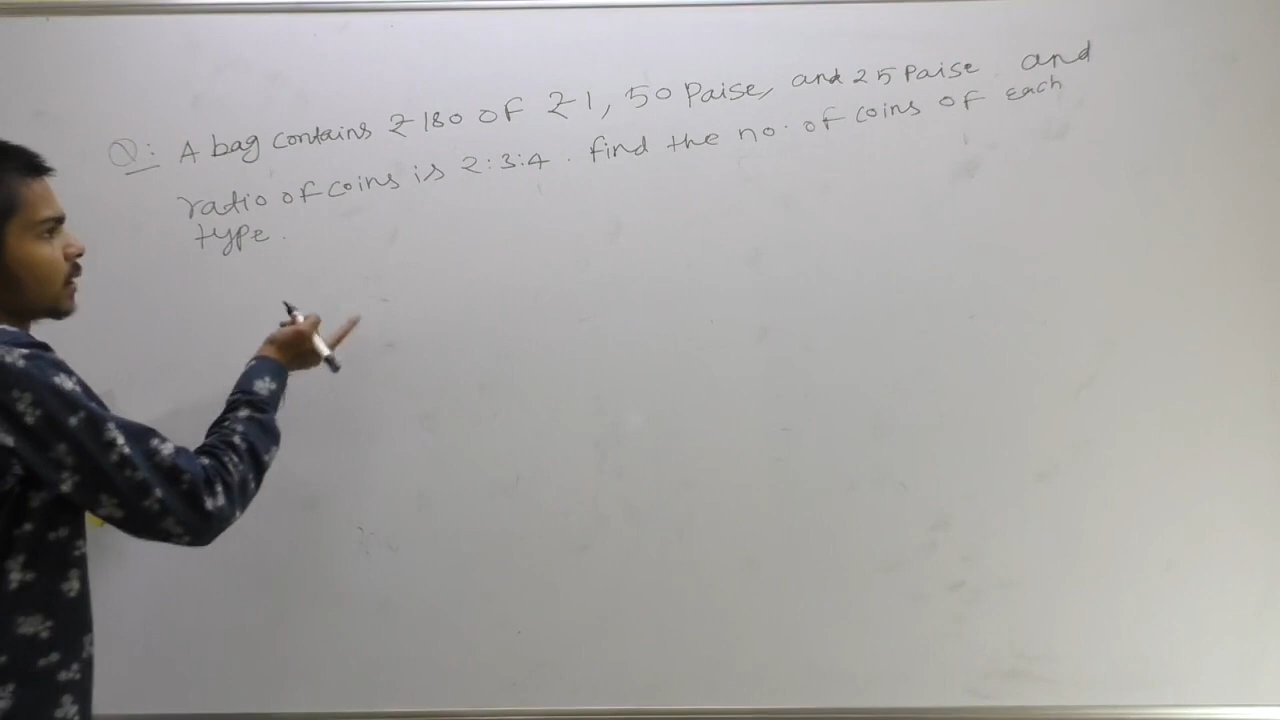 Q: A bag contains ₹180 of ₹1, 50 Paise, and 25 Paise and
ratio of coins is 2:3:4. find the no. of coins of each
type.